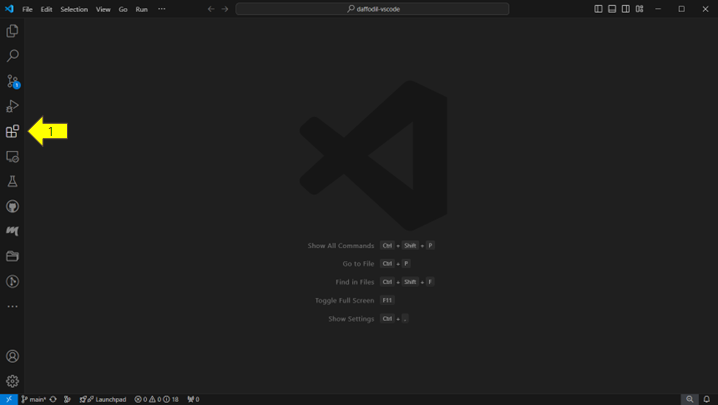 File Edit Selection View Go Run ···
daffodil-vscode
1
1
Show All Commands Ctrl + Shift + P
Go to File Ctrl + P
Find in Files Ctrl + Shift + F
Toggle Full Screen F11
Show Settings Ctrl + ,
main* Launchpad 0 0 18 0